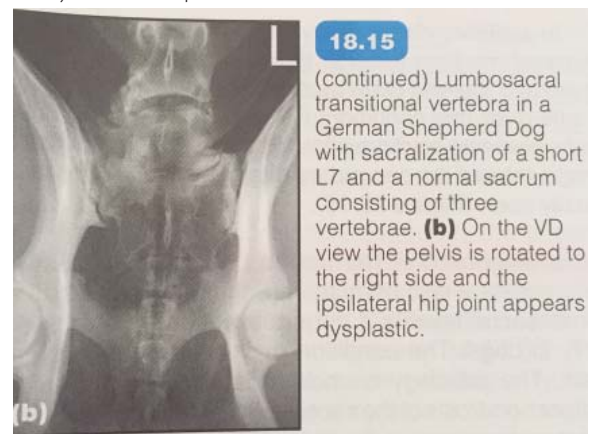 L
18.15
(continued) Lumbosacral
transitional vertebra in a
German Shepherd Dog
with sacralization of a short
L7 and a normal sacrum
consisting of three
vertebrae. (b) On the VD
view the pelvis is rotated to
the right side and the
ipsilateral hip joint appears
dysplastic.
(b)